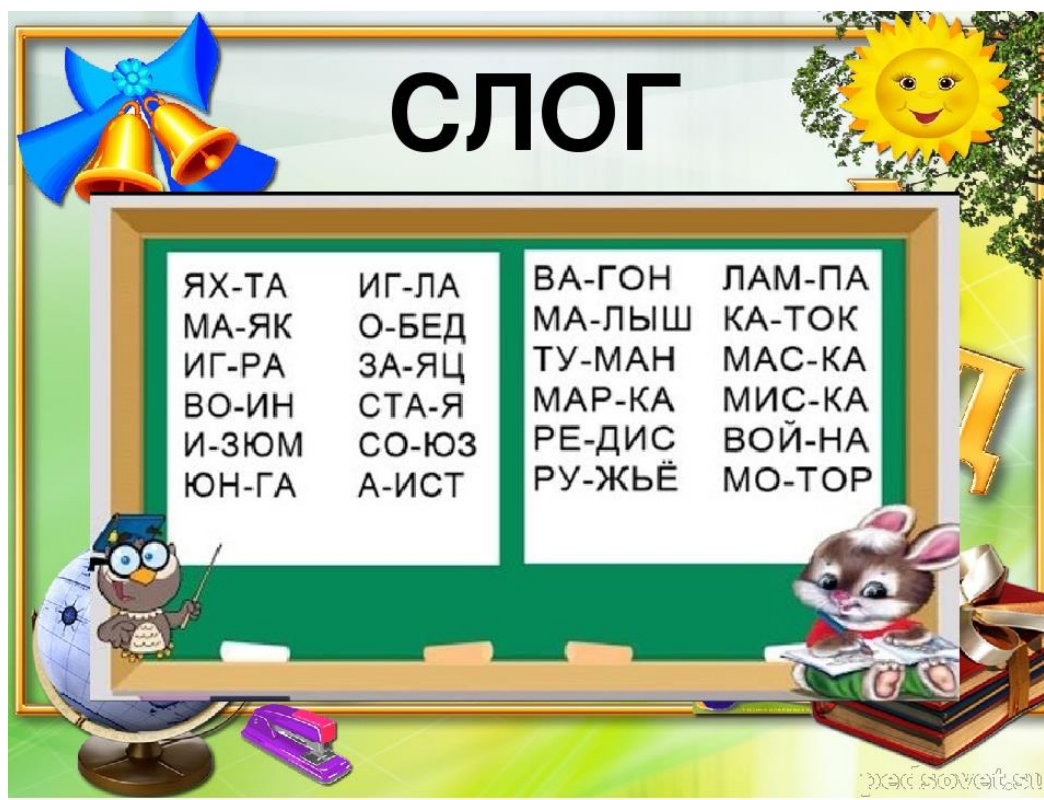 СЛОГ
ЯХ-ТА ИГ-ЛА
МА-ЯК О-БЕД
ИГ-РА ЗА-ЯЦ
ВО-ИН СТА-Я
И-ЗЮМ СО-ЮЗ
ЮН-ГА А-ИСТ
ВА-ГОН ЛАМ-ПА
МА-ЛЫШ КА-ТОК
ТУ-МАН МАС-КА
МАР-КА МИС-КА
РЕ-ДИС ВОЙ-НА
РУ-ЖЬЁ МО-ТОР
Д
pedsovet.su